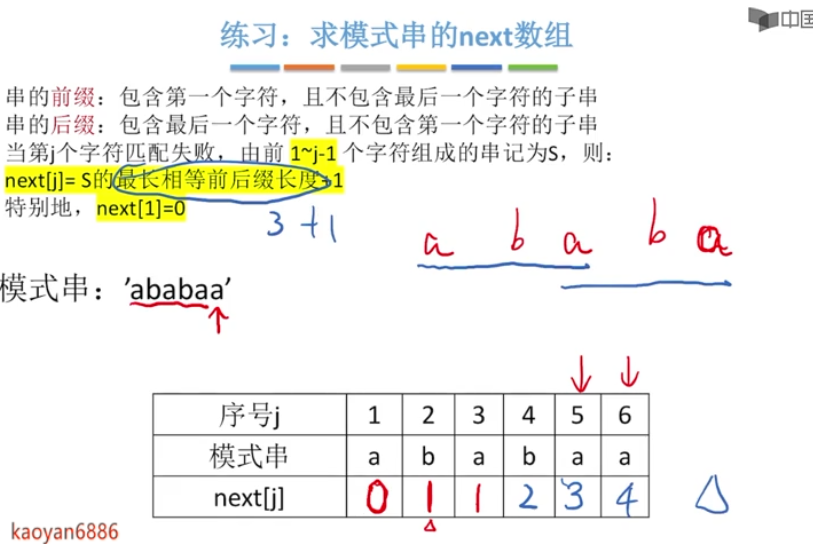 中国
练习：求模式串的next数组
串的前缀：包含第一个字符，且不包含最后一个字符的子串
串的后缀：包含最后一个字符，且不包含第一个字符的子串
当第j个字符匹配失败，由前 1~j-1 个字符组成的串记为S，则：
next[j]= S的最长相等前后缀长度+1
特别地，next[1]=0
3 +1
a b a b a
模式串：'ababaa'
序号j 1 2 3 4 5 6
模式串 a b a b a a
next[j] 0 1 1 2 3 4
kaoyan6886